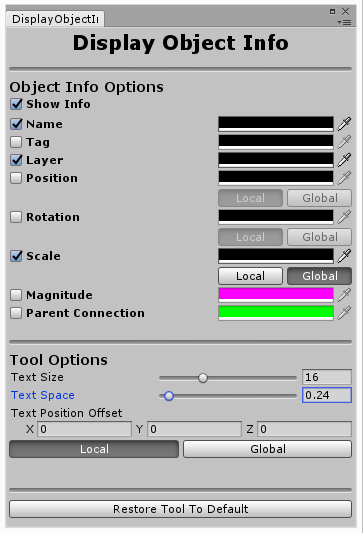 DisplayObjectIi
Display Object Info
Object Info Options
Show Info
Name
Tag
Layer
Position
Local Global
Rotation
Local Global
Scale
Local Global
Magnitude
Parent Connection
Tool Options
Text Size 16
Text Space 0.24
Text Position Offset
X 0 Y 0 Z 0
Local Global
Restore Tool To Default